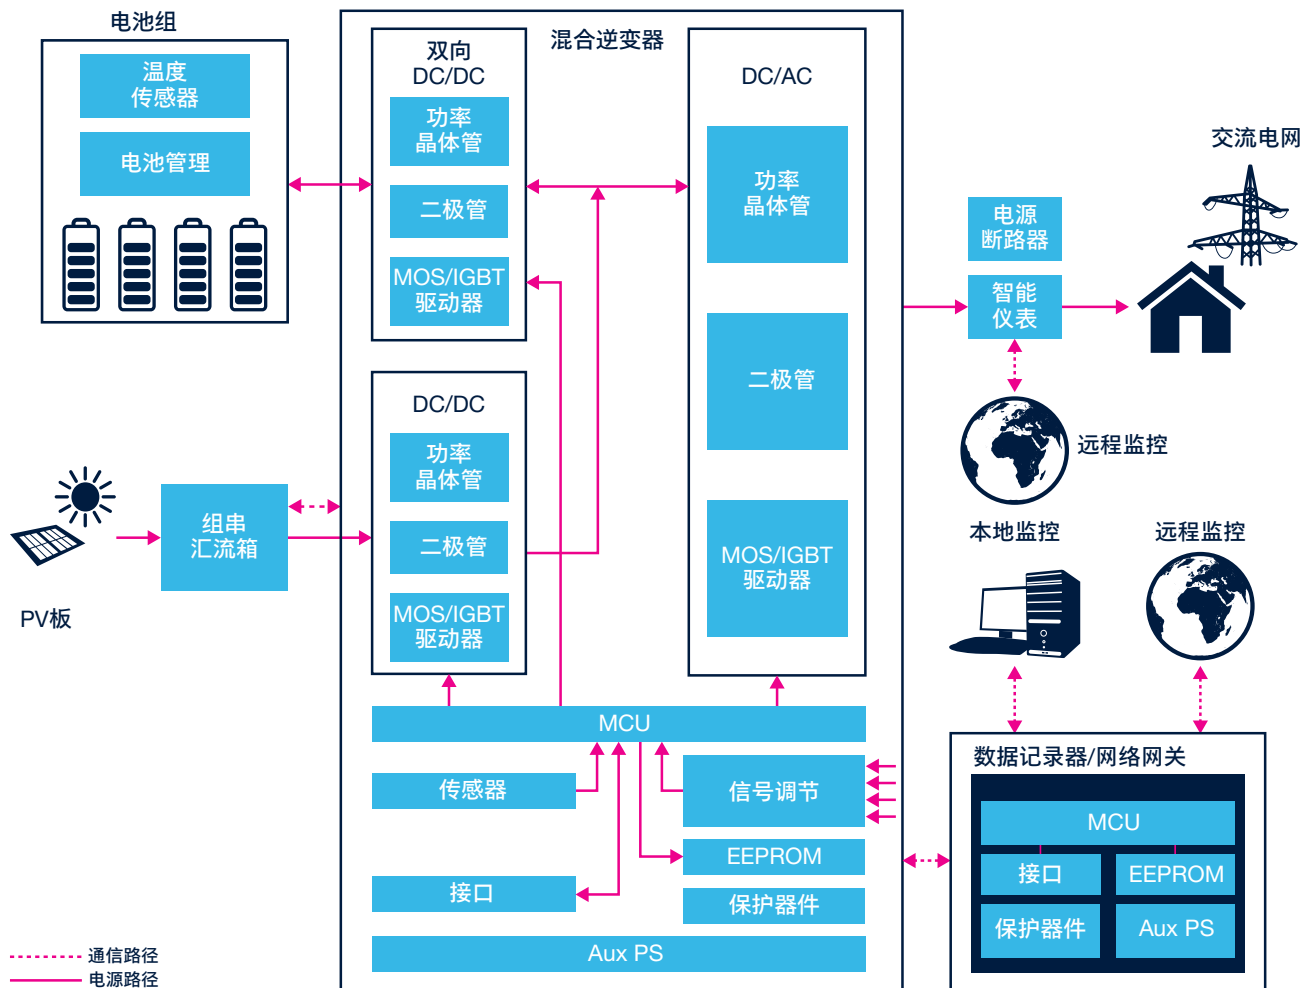 电池组
温度
传感器
电池管理
混合逆变器
双向
DC/DC
功率
晶体管
二极管
MOS/IGBT
驱动器
DC/AC
功率
晶体管
二极管
MOS/IGBT
驱动器
DC/DC
功率
晶体管
二极管
MOS/IGBT
驱动器
组串
汇流箱
PV板
交流电网
电源
断路器
智能
仪表
远程监控
本地监控
远程监控
MCU
传感器
信号调节
EEPROM
接口
保护器件
Aux PS
数据记录器/网络网关
MCU
接口
EEPROM
保护器件
Aux PS
通信路径
电源路径